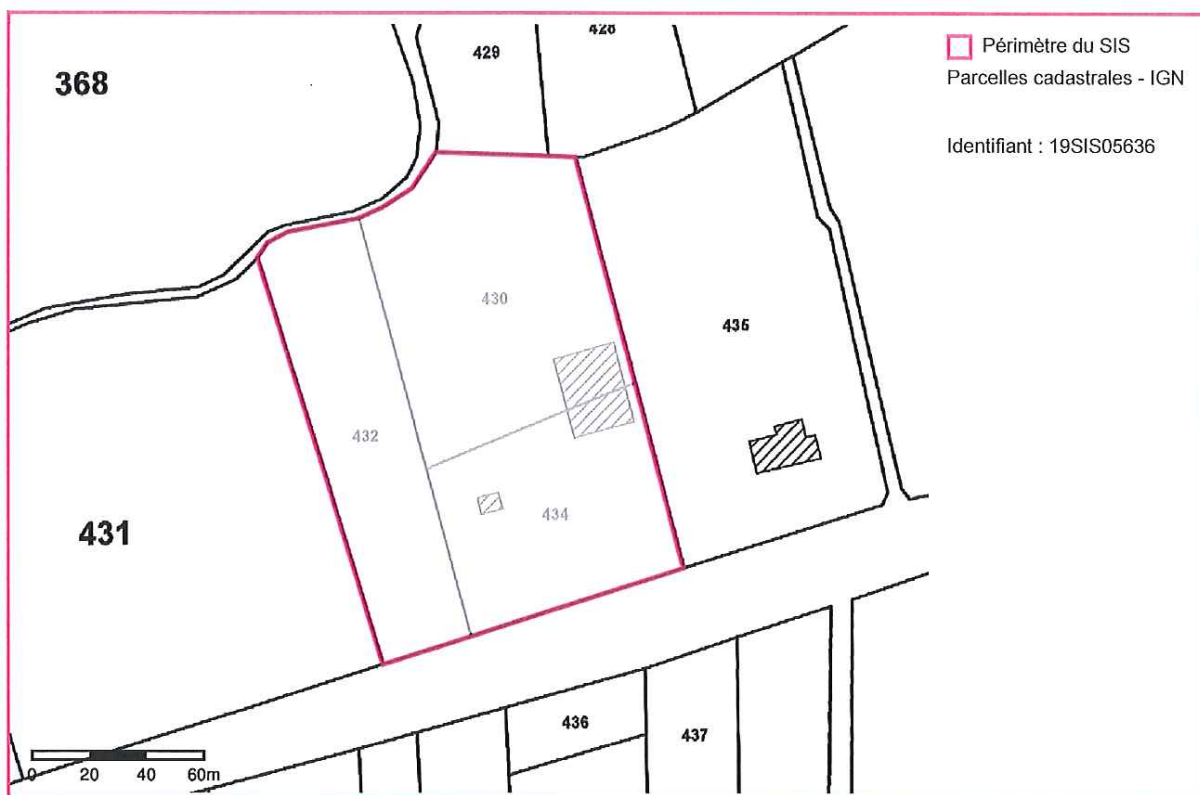 428
429
368
Périmètre du SIS
Parcelles cadastrales - IGN
Identifiant : 19SIS05636
430
435
432
434
431
436
437
0 20 40 60m